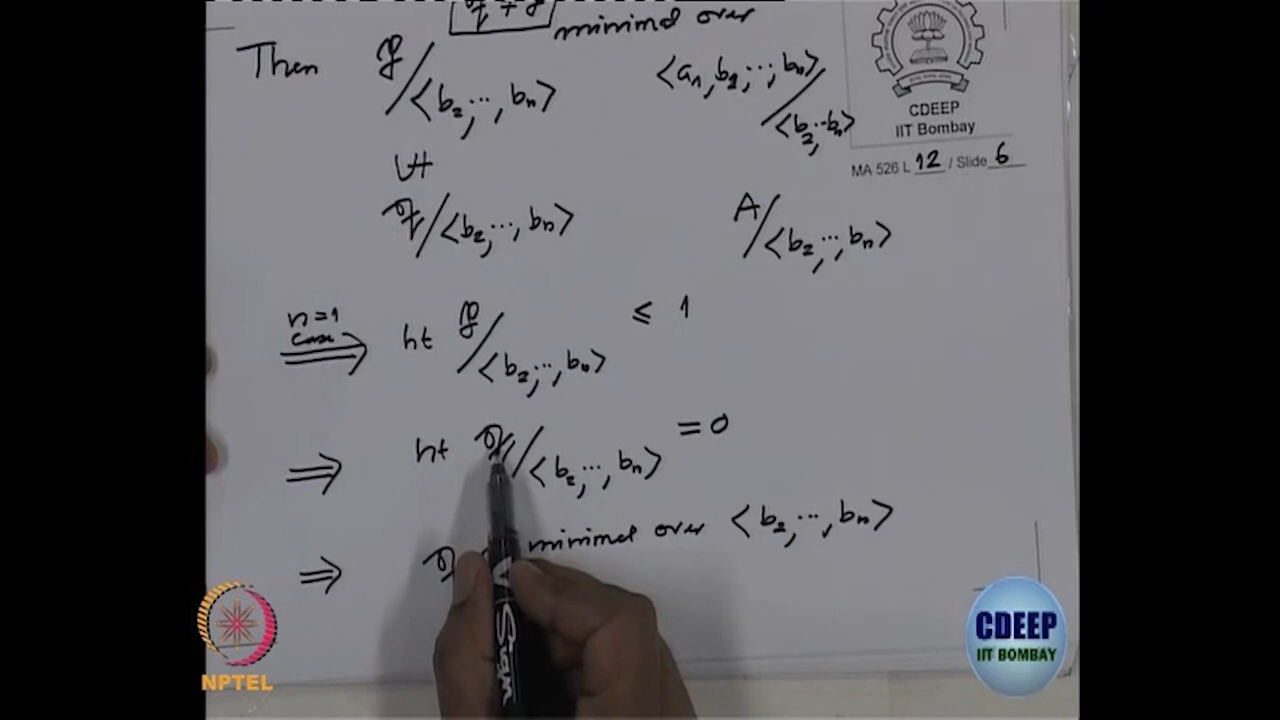 𝔮 ⊊ 𝔭
minimal over
Then 𝔭/⟨b₂,⋯,bₙ⟩ ⟨a₁,b₂,⋯,bₙ⟩/⟨b₂,⋯bₙ⟩
CDEEP
IIT Bombay
MA 526 L 12 / Slide 6
⊊
𝔮/⟨b₂,⋯,bₙ⟩ A/⟨b₂,⋯,bₙ⟩
n=1
case
⟹ ht 𝔭/⟨b₂,⋯,bₙ⟩ ≤ 1
⟹ ht 𝔮/⟨b₂,⋯,bₙ⟩ = 0
⟹ 𝔮 minimal over ⟨b₂,⋯,bₙ⟩
Sign
NPTEL
CDEEP
IIT BOMBAY